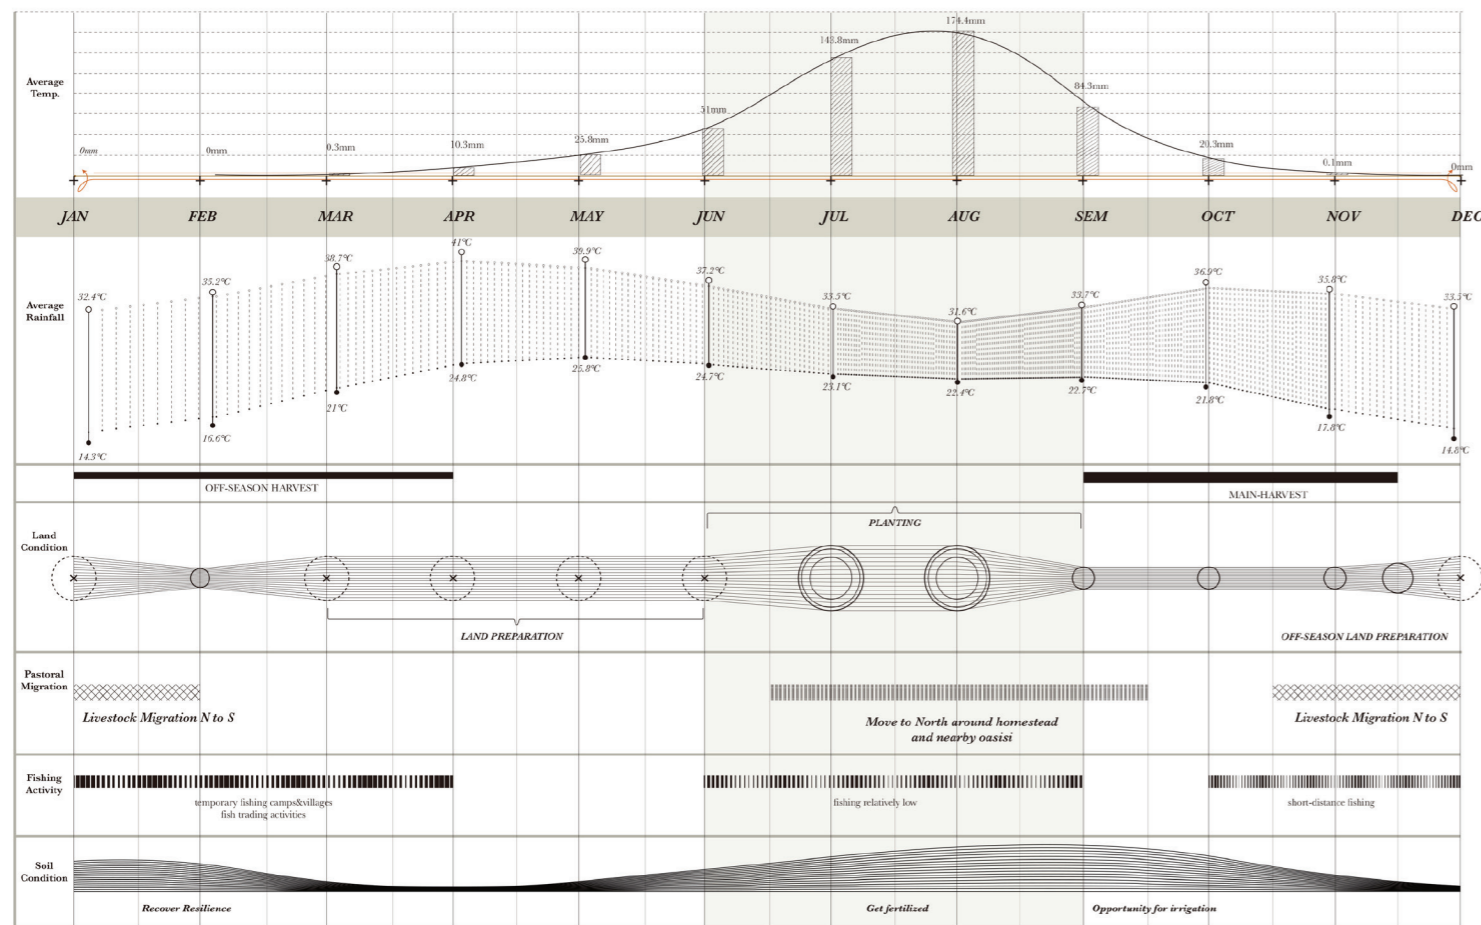 174.4mm
143.8mm
Average
Temp.
84.3mm
51mm
25.8mm
10.3mm
20.3mm
0mm
0mm
0.3mm
0.1mm
0mm
JAN FEB MAR APR MAY JUN JUL AUG SEM OCT NOV DEC
32.4°C 35.2°C 38.7°C 41°C 39.9°C 37.2°C 33.5°C 31.6°C 33.7°C 36.9°C 35.8°C 33.5°C
Average
Rainfall
14.3°C 16.6°C 21°C 24.8°C 25.8°C 24.7°C 23.1°C 22.4°C 22.7°C 21.8°C 17.8°C 14.8°C
OFF-SEASON HARVEST
MAIN-HARVEST
PLANTING
Land
Condition
LAND PREPARATION
OFF-SEASON LAND PREPARATION
Pastoral
Migration
Livestock Migration N to S
Move to North around homestead
and nearby oasisi
Livestock Migration N to S
Fishing
Activity
temporary fishing camps&villages
fish trading activities
fishing relatively low
short-distance fishing
Soil
Condition
Recover Resilience
Get fertilized
Opportunity for irrigation